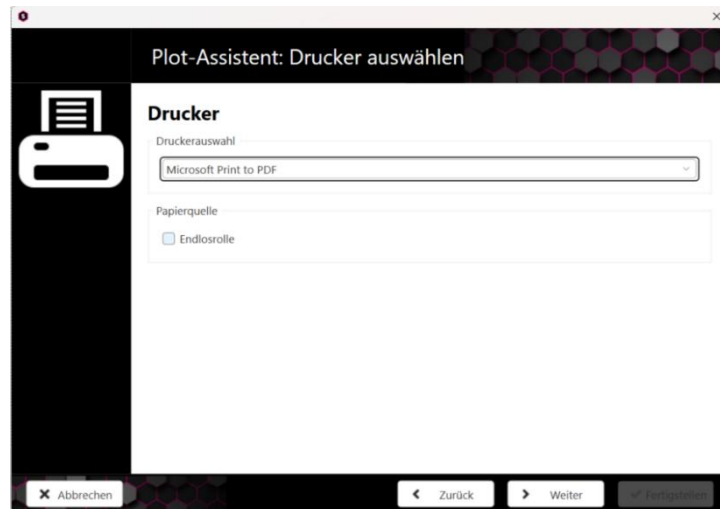 Plot-Assistent: Drucker auswählen
Drucker
Druckerauswahl
Microsoft Print to PDF
Papierquelle
Endlosrolle
Abbrechen
Zurück
Weiter
Fertigstellen